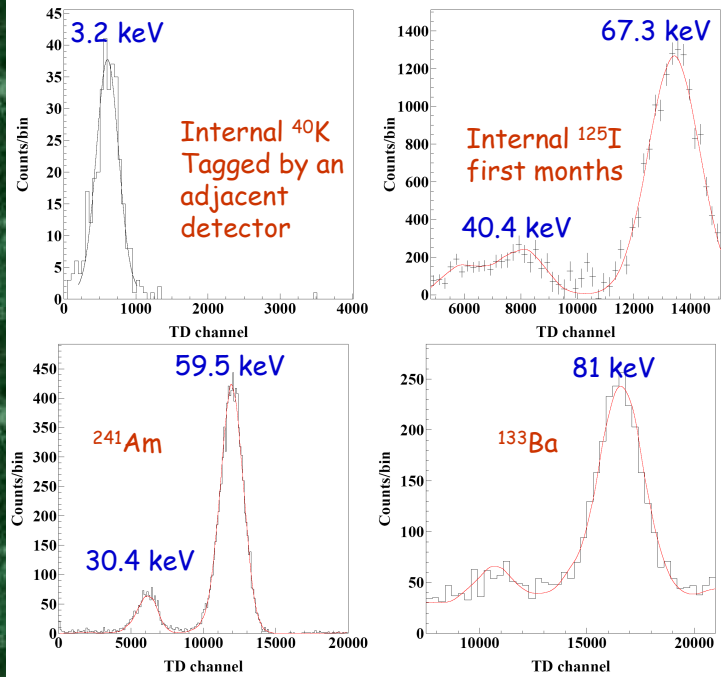 45
40
35
30
25
20
15
10
5
0
Counts/bin
3.2 keV
Internal ⁴⁰K
Tagged by an
adjacent
detector
0 1000 2000 3000 4000
TD channel
1400
1200
1000
800
600
400
200
0
Counts/bin
67.3 keV
Internal ¹²⁵I
first months
40.4 keV
6000 8000 10000 12000 14000
TD channel
450
400
350
300
250
200
150
100
50
0
Counts/bin
59.5 keV
²⁴¹Am
30.4 keV
0 5000 10000 15000 20000
TD channel
250
200
150
100
50
0
Counts/bin
81 keV
¹³³Ba
10000 15000 20000
TD channel